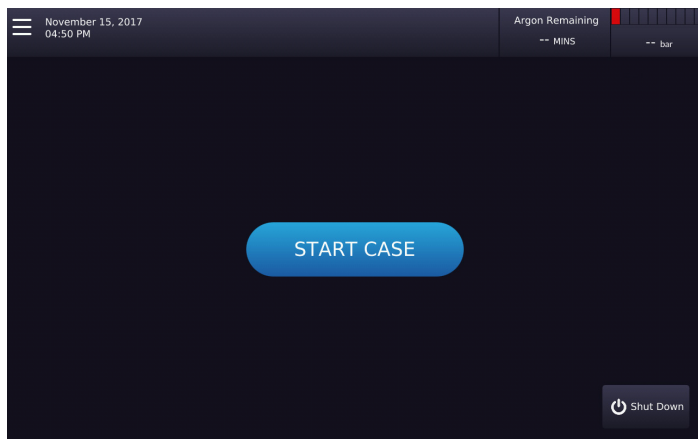 November 15, 2017
04:50 PM
Argon Remaining
-- MINS
-- bar
START CASE
Shut Down